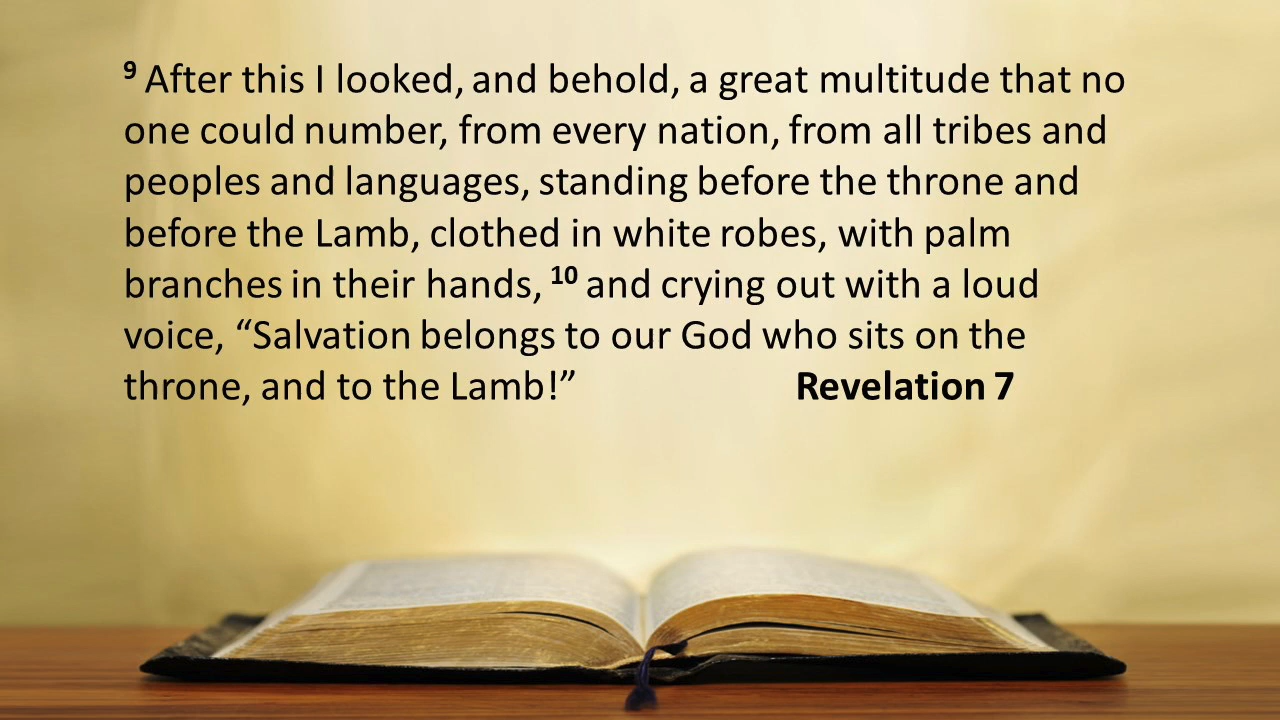 9 After this I looked, and behold, a great multitude that no
one could number, from every nation, from all tribes and
peoples and languages, standing before the throne and
before the Lamb, clothed in white robes, with palm
branches in their hands, 10 and crying out with a loud
voice, “Salvation belongs to our God who sits on the
throne, and to the Lamb!” Revelation 7